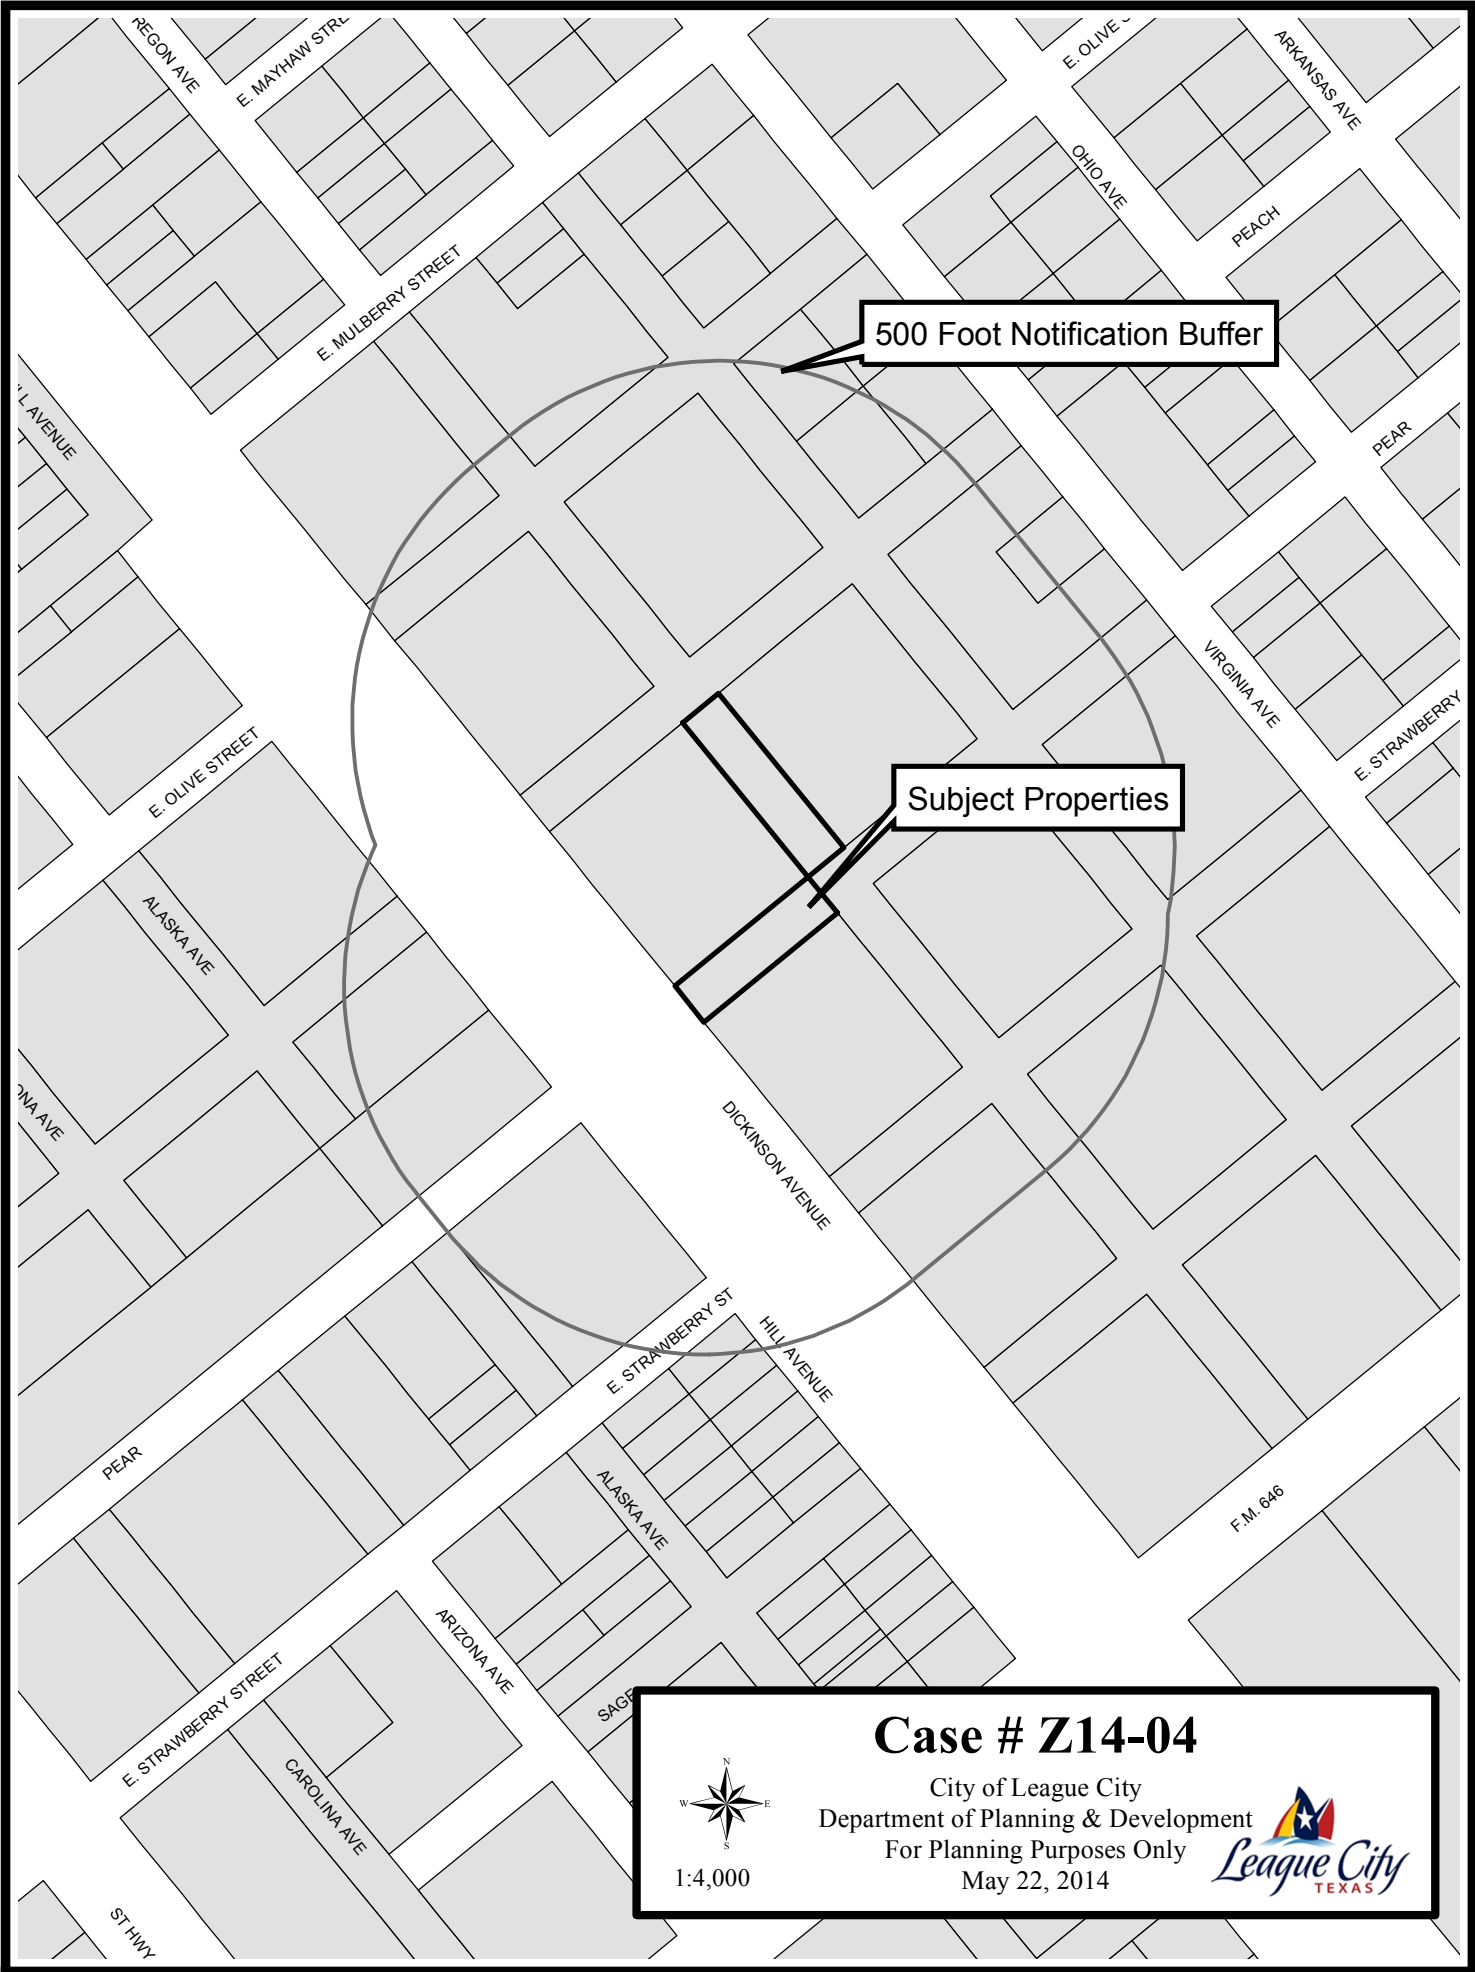 REGON AVE
E. MAYHAW STRE
E. OLIVE S
ARKANSAS AVE
OHIO AVE
PEACH
E. MULBERRY STREET
500 Foot Notification Buffer
LL AVENUE
PEAR
VIRGINIA AVE
E. STRAWBERRY
E. OLIVE STREET
Subject Properties
ALASKA AVE
ONA AVE
DICKINSON AVENUE
E. STRAWBERRY ST
HILL AVENUE
PEAR
ALASKA AVE
F.M. 646
ARIZONA AVE
E. STRAWBERRY STREET
SAGE
CAROLINA AVE
ST HWY
Case # Z14-04
City of League City
Department of Planning & Development
For Planning Purposes Only
May 22, 2014
N
W
E
S
1:4,000
League City
TEXAS